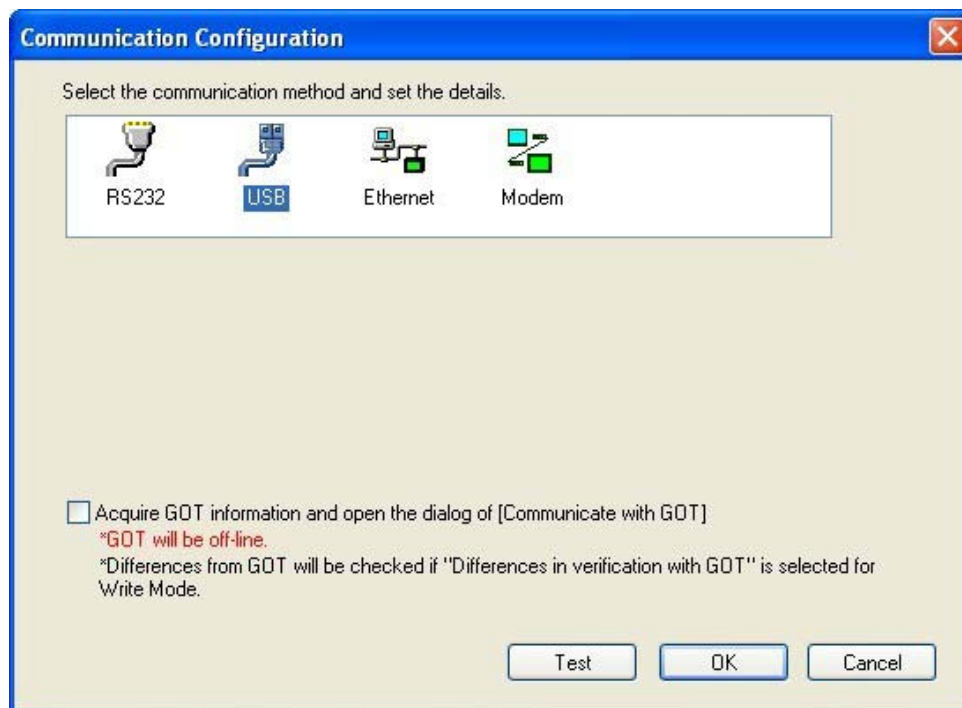 Communication Configuration
Select the communication method and set the details.
RS232 USB Ethernet Modem
Acquire GOT information and open the dialog of [Communicate with GOT]
*GOT will be off-line.
*Differences from GOT will be checked if "Differences in verification with GOT" is selected for
Write Mode.
Test OK Cancel